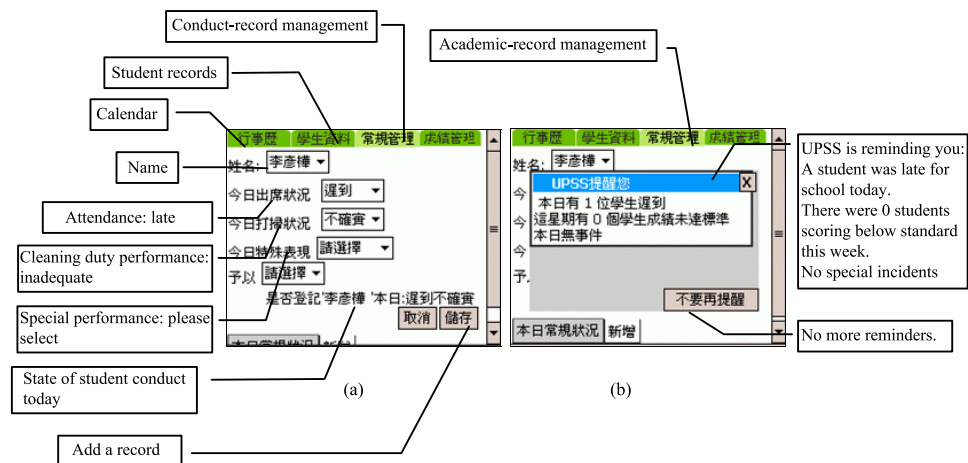 Conduct-record management
Academic-record management
Student records
Calendar
Name
Attendance: late
Cleaning duty performance:
inadequate
Special performance: please
select
State of student conduct
today
Add a record
行事歷 學生資料 常規管理 成績管理
姓名: 李彥樺
今日出席狀況 遲到
今日打掃狀況 不確實
今日特殊表現 請選擇
予以 請選擇
是否登記'李彥樺 '本日:遲到不確實
取消 儲存
本日常規狀況 新增
(a)
行事歷 學生資料 常規管理 成績管理
姓名: 李彥樺
今
今
今
予
UPSS提醒您 X
本日有 1 位學生遲到
這星期有 0 個學生成績未達標準
本日無事件
不要再提醒
本日常規狀況 新增
(b)
UPSS is reminding you:
A student was late for
school today.
There were 0 students
scoring below standard
this week.
No special incidents
No more reminders.